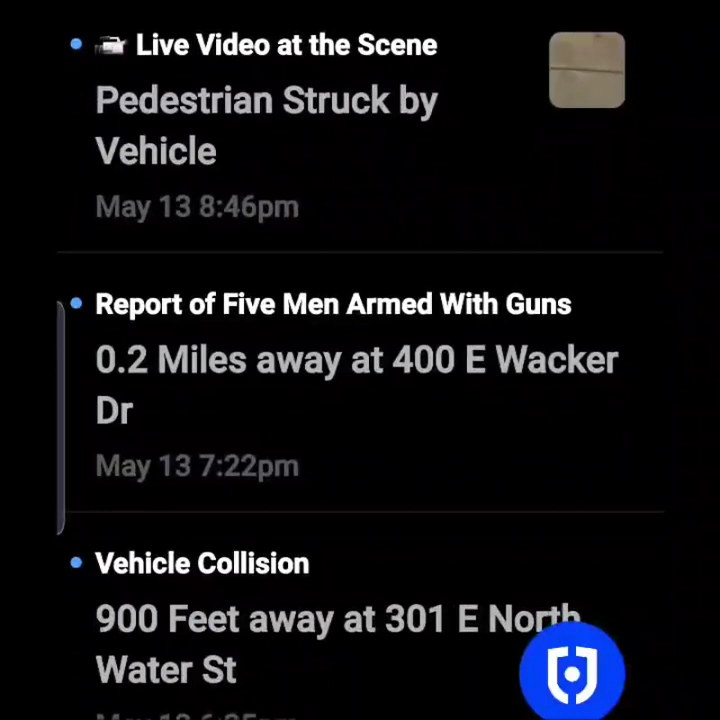 Live Video at the Scene
Pedestrian Struck by
Vehicle
May 13 8:46pm
Report of Five Men Armed With Guns
0.2 Miles away at 400 E Wacker
Dr
May 13 7:22pm
Vehicle Collision
900 Feet away at 301 E North
Water St